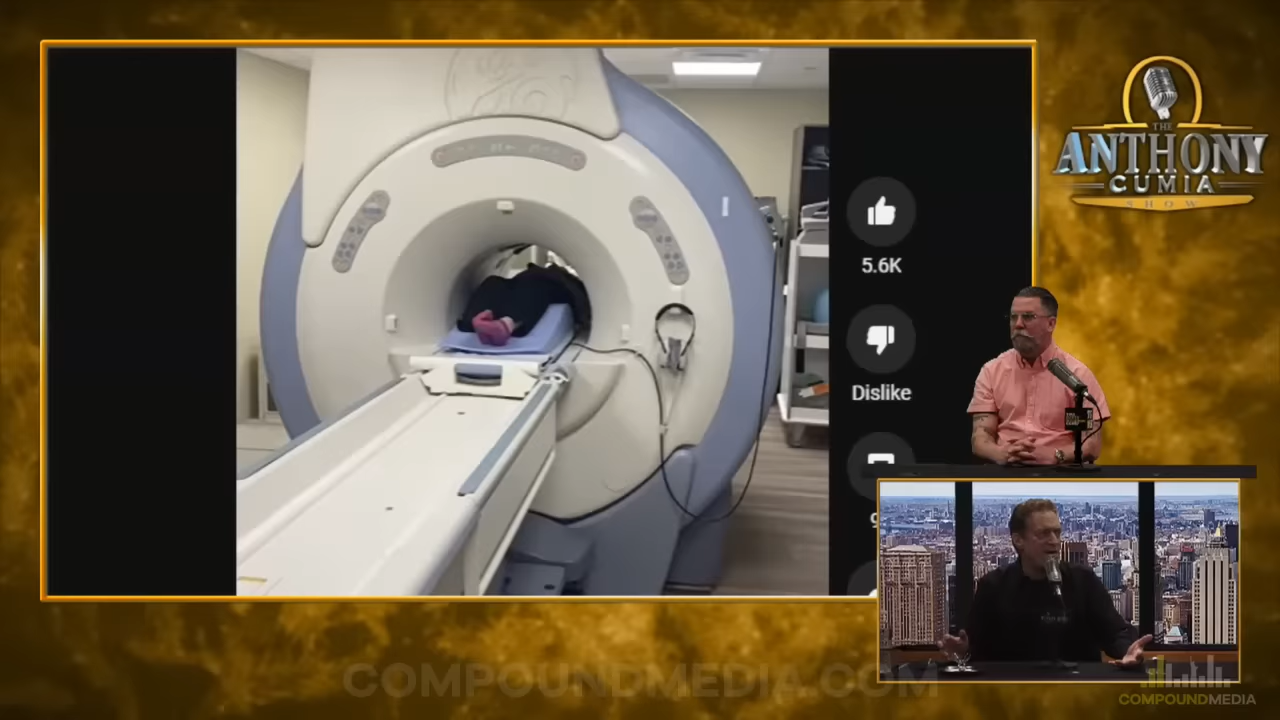 THE
ANTHONY
CUMIA
SHOW
5.6K
Dislike
COMPOUNDMEDIA.COM
COMPOUNDMEDIA